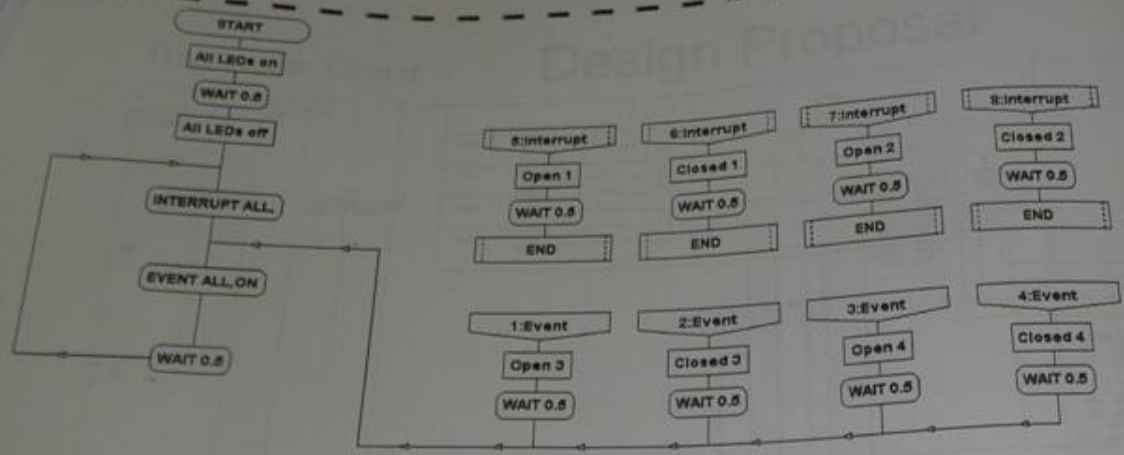 Design Proposal
START
All LEDs on
WAIT 0.5
All LEDs off
INTERRUPT ALL,
EVENT ALL,ON
WAIT 0.5
5:Interrupt
Open 1
WAIT 0.5
END
6:Interrupt
Closed 1
WAIT 0.5
END
7:Interrupt
Open 2
WAIT 0.5
END
8:Interrupt
Closed 2
WAIT 0.5
END
1:Event
Open 3
WAIT 0.5
2:Event
Closed 3
WAIT 0.5
3:Event
Open 4
WAIT 0.5
4:Event
Closed 4
WAIT 0.5